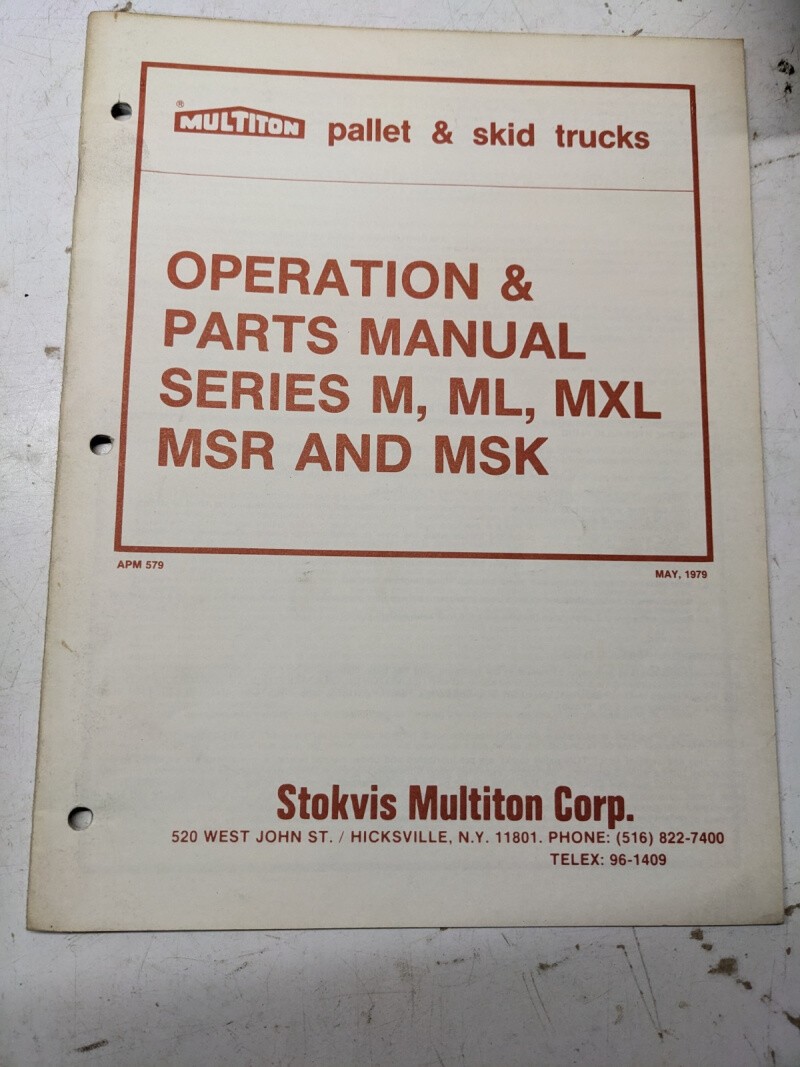 ® MULTITON pallet & skid trucks
OPERATION &
PARTS MANUAL
SERIES M, ML, MXL
MSR AND MSK
APM 579
MAY, 1979
Stokvis Multiton Corp.
520 WEST JOHN ST. / HICKSVILLE, N.Y. 11801. PHONE: (516) 822-7400
TELEX: 96-1409